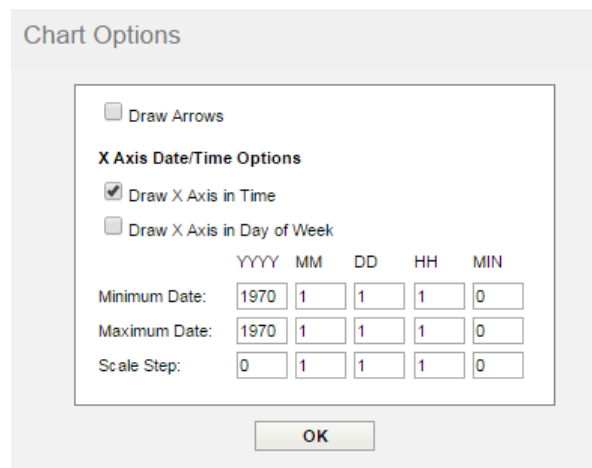 Chart Options
Draw Arrows
X Axis Date/Time Options
Draw X Axis in Time
Draw X Axis in Day of Week
YYYY MM DD HH MIN
Minimum Date: 1970 1 1 1 0
Maximum Date: 1970 1 1 1 0
Scale Step: 0 1 1 1 0
OK